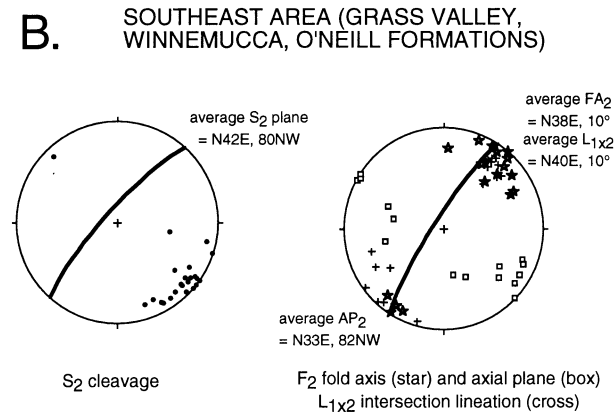 B.
SOUTHEAST AREA (GRASS VALLEY,
WINNEMUCCA, O'NEILL FORMATIONS)
average S2 plane
= N42E, 80NW
S2 cleavage
average FA2
= N38E, 10°
average L1x2
= N40E, 10°
average AP2
= N33E, 82NW
F2 fold axis (star) and axial plane (box)
L1x2 intersection lineation (cross)